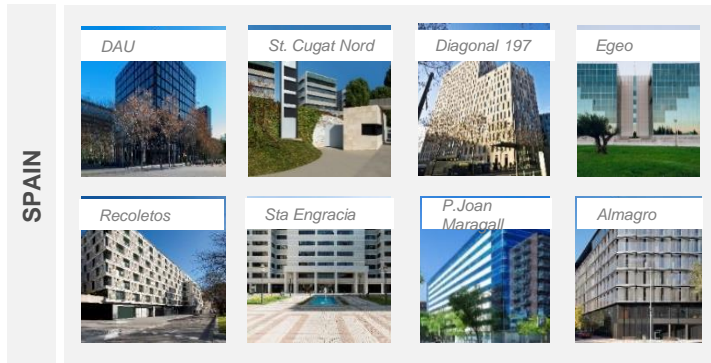 SPAIN
DAU
St. Cugat Nord
Diagonal 197
Egeo
Recoletos
Sta Engracia
P.Joan
Maragall
Almagro